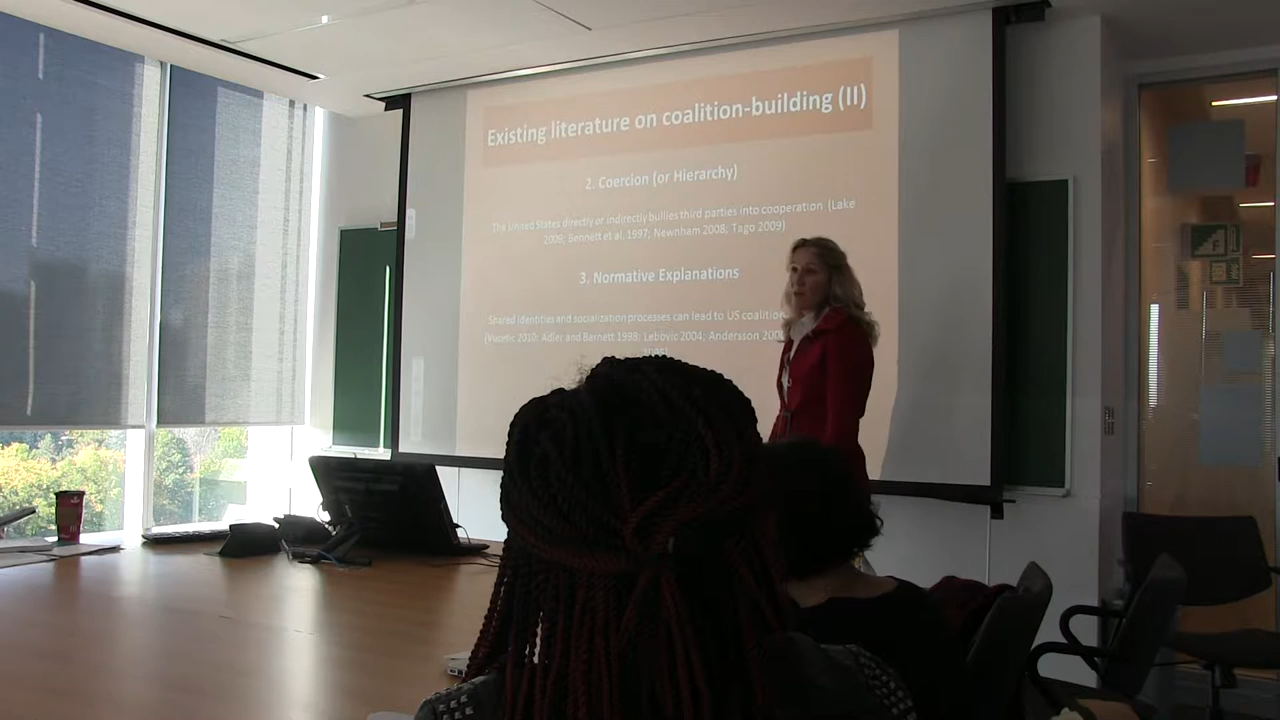 Existing literature on coalition-building (II)
2. Coercion (or Hierarchy)
The United States directly or indirectly bullies third parties into cooperation (Lake
2009; Bennett et al. 1997; Newnham 2008; Tago 2009)
3. Normative Explanations
Shared identities and socialization processes can lead to US coalition
(Vucetic 2010; Adler and Barnett 1998; Lebovic 2004; Andersson 200